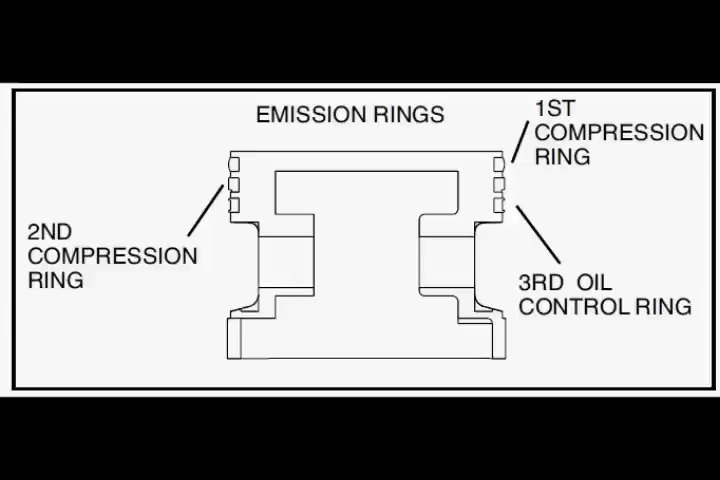 EMISSION RINGS
1ST
COMPRESSION
RING
2ND
COMPRESSION
RING
3RD OIL
CONTROL RING